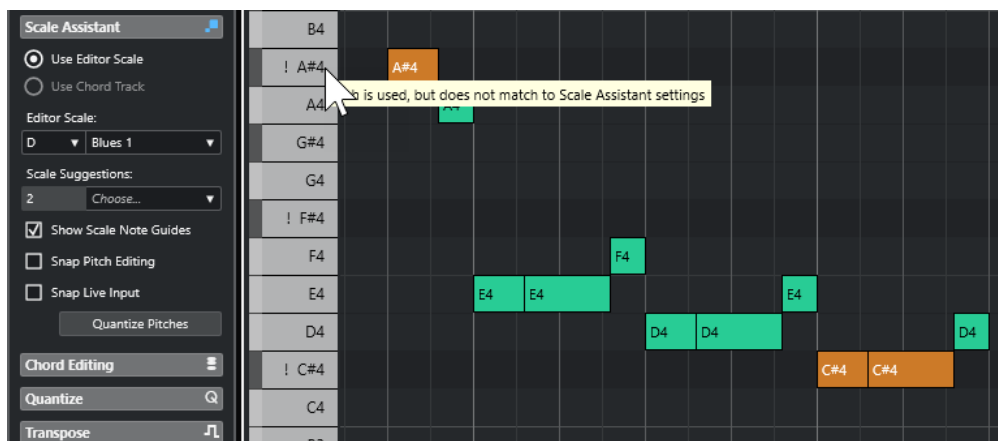 Scale Assistant
Use Editor Scale
Use Chord Track
Editor Scale:
D Blues 1
Scale Suggestions:
2 Choose...
Show Scale Note Guides
Snap Pitch Editing
Snap Live Input
Quantize Pitches
Chord Editing
Quantize Q
Transpose
B4
! A#4 A#4
is used, but does not match to Scale Assistant settings
A4 A4
G#4
G4
! F#4
F4 F4
E4 E4 E4 E4
D4 D4 D4 D4
! C#4 C#4 C#4
C4